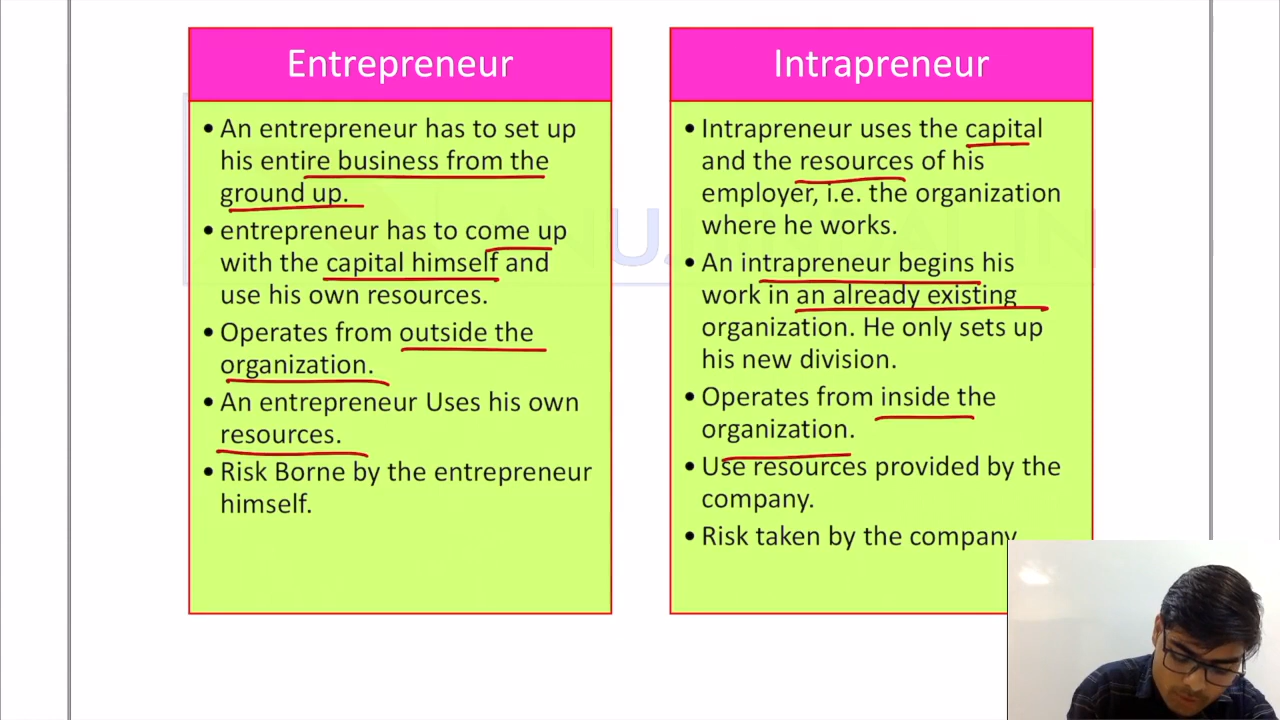 Entrepreneur
• An entrepreneur has to set up
his entire business from the
ground up.
• entrepreneur has to come up
with the capital himself and
use his own resources.
• Operates from outside the
organization.
• An entrepreneur Uses his own
resources.
• Risk Borne by the entrepreneur
himself.
Intrapreneur
• Intrapreneur uses the capital
and the resources of his
employer, i.e. the organization
where he works.
• An intrapreneur begins his
work in an already existing
organization. He only sets up
his new division.
• Operates from inside the
organization.
• Use resources provided by the
company.
• Risk taken by the company